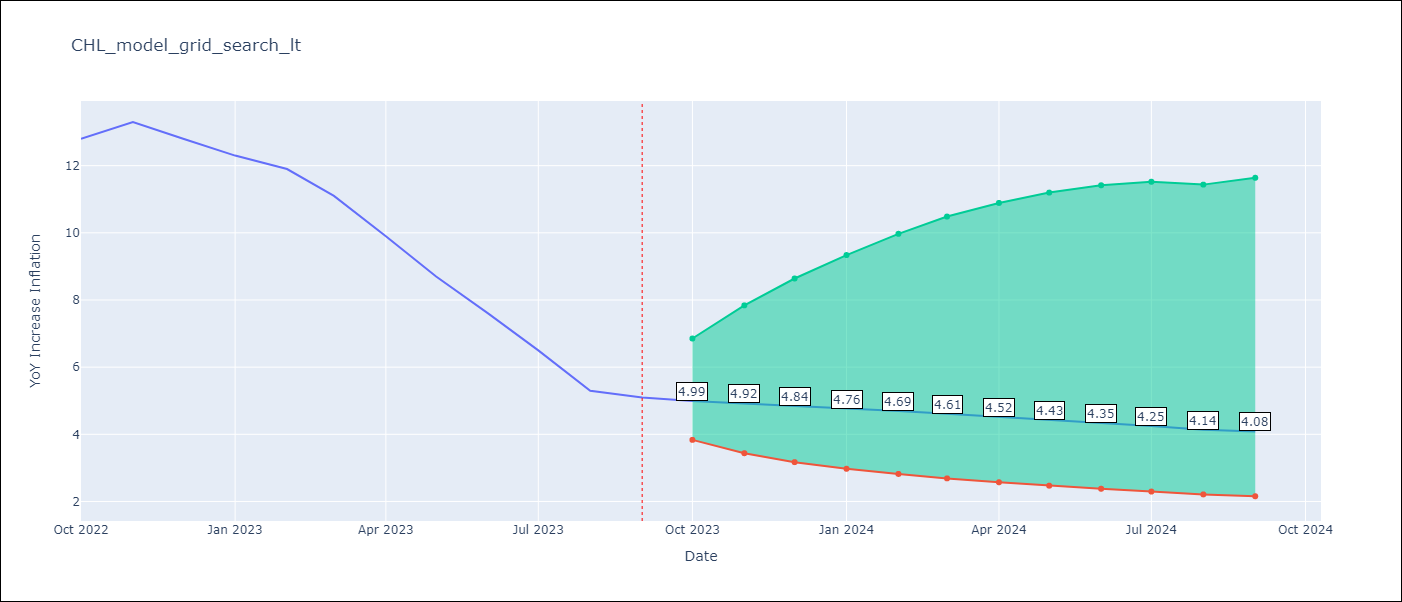 CHL_model_grid_search_lt
YoY Increase Inflation
12
10
8
6
4
2
4.99
4.92
4.84
4.76
4.69
4.61
4.52
4.43
4.35
4.25
4.14
4.08
Oct 2022
Jan 2023
Apr 2023
Jul 2023
Oct 2023
Jan 2024
Apr 2024
Jul 2024
Oct 2024
Date